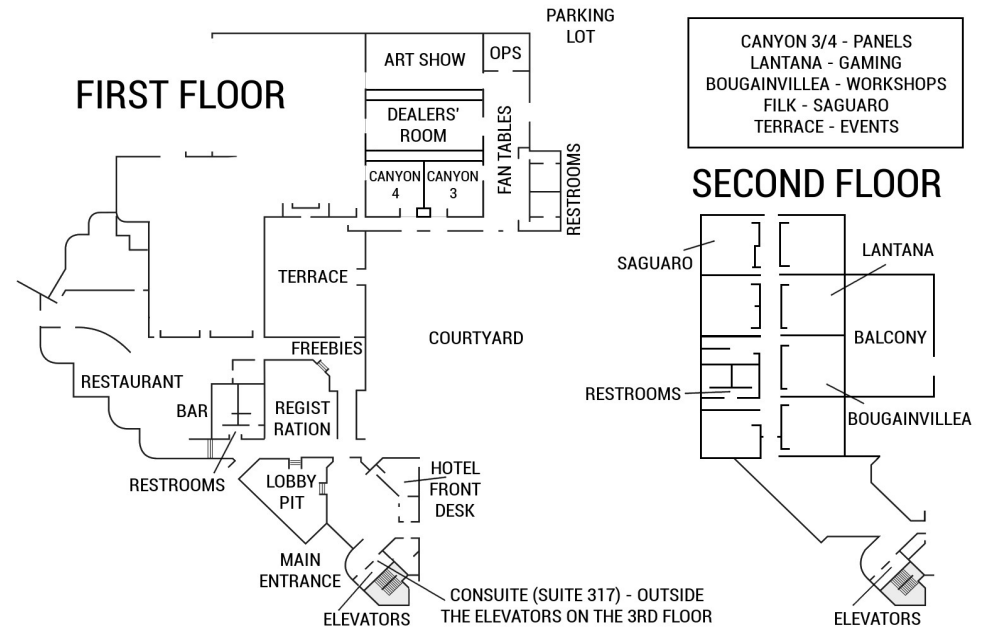 PARKING
LOT
FIRST FLOOR
ART SHOW
OPS
DEALERS'
ROOM
FAN TABLES
CANYON
4
CANYON
3
RESTROOMS
TERRACE
COURTYARD
FREEBIES
RESTAURANT
BAR
REGIST
RATION
RESTROOMS
LOBBY
PIT
HOTEL
FRONT
DESK
MAIN
ENTRANCE
CONSUITE (SUITE 317) - OUTSIDE
THE ELEVATORS ON THE 3RD FLOOR
ELEVATORS
CANYON 3/4 - PANELS
LANTANA - GAMING
BOUGAINVILLEA - WORKSHOPS
FILK - SAGUARO
TERRACE - EVENTS
SECOND FLOOR
SAGUARO
LANTANA
BALCONY
RESTROOMS
BOUGAINVILLEA
ELEVATORS